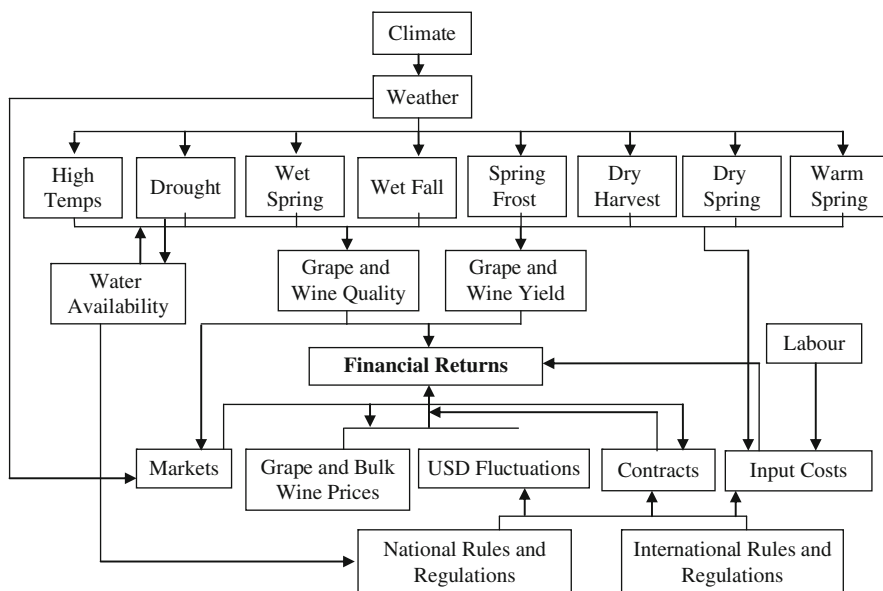 Climate
Weather
High
Temps
Drought
Wet
Spring
Wet Fall
Spring
Frost
Dry
Harvest
Dry
Spring
Warm
Spring
Water
Availability
Grape and
Wine Quality
Grape and
Wine Yield
Labour
Financial Returns
Markets
Grape and Bulk
Wine Prices
USD Fluctuations
Contracts
Input Costs
National Rules and
Regulations
International Rules and
Regulations